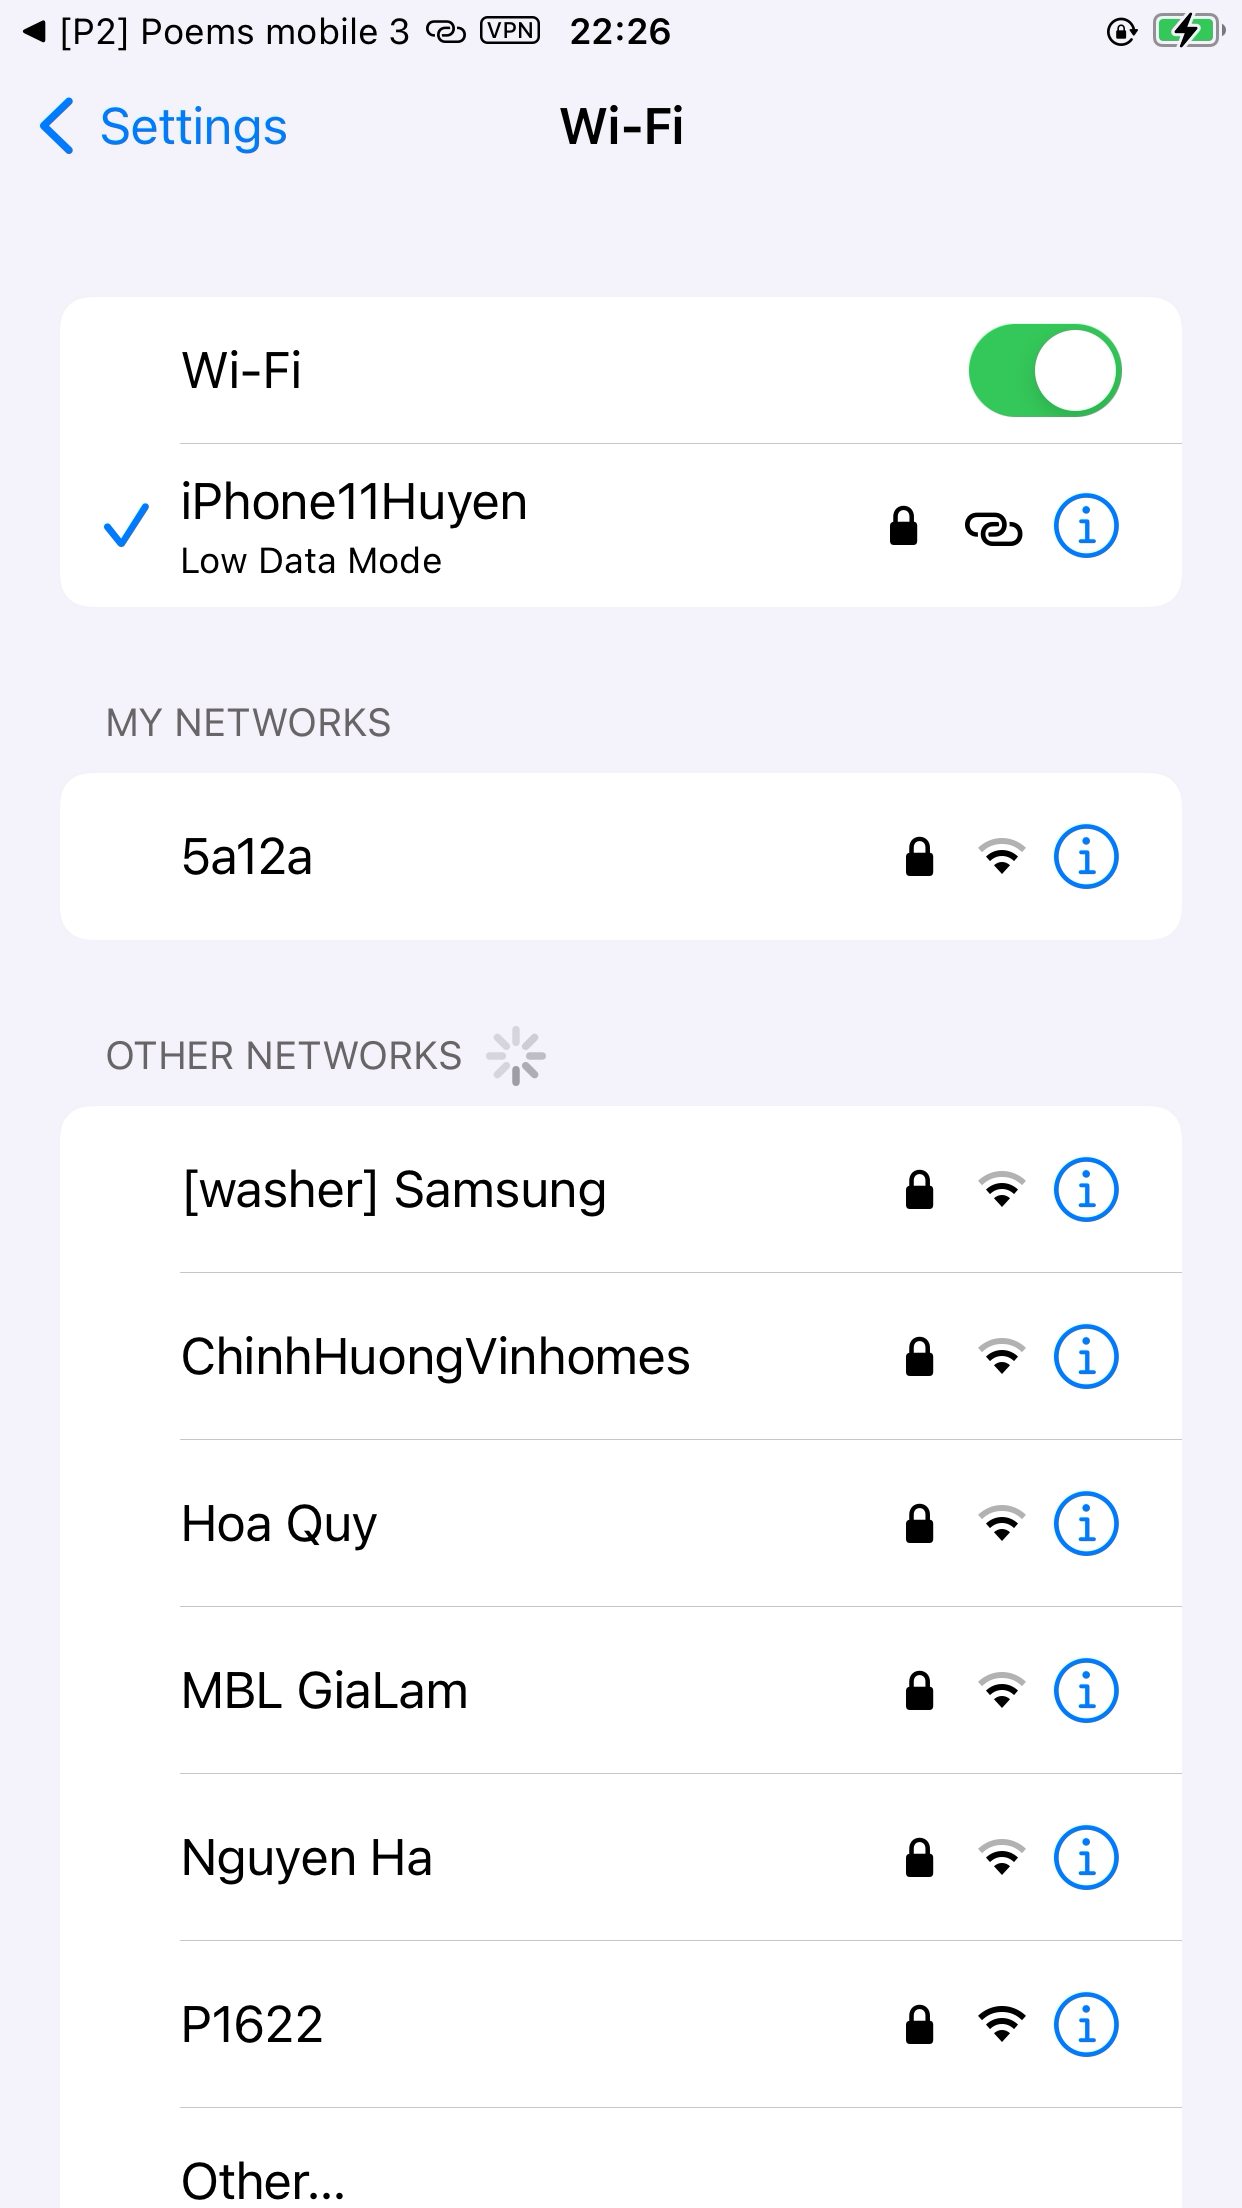 [P2] Poems mobile 3 VPN 22:26
Settings Wi-Fi
Wi-Fi
iPhone11Huyen
Low Data Mode
MY NETWORKS
5a12a
OTHER NETWORKS
[washer] Samsung
ChinhHuongVinhomes
Hoa Quy
MBL GiaLam
Nguyen Ha
P1622
Other...